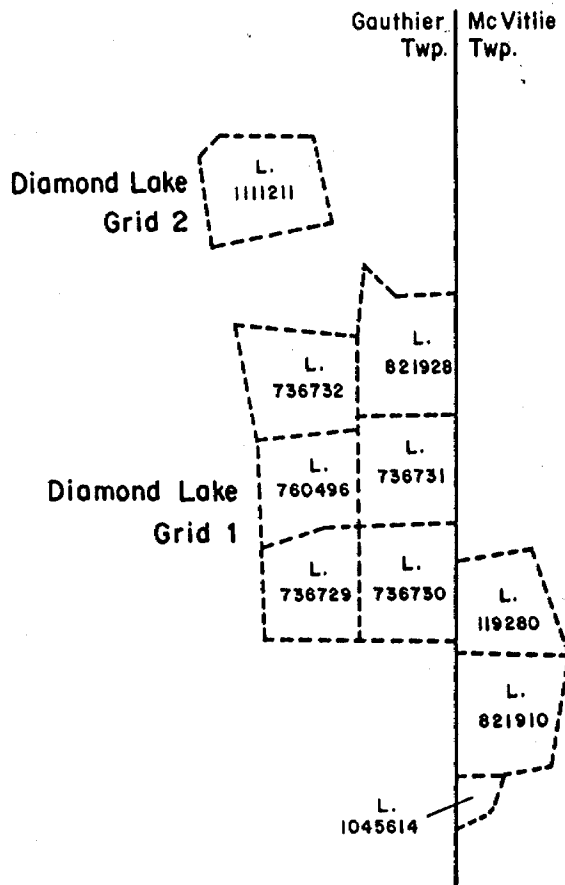 Gauthier Twp.
McVittie Twp.
Diamond Lake
Grid 2
L.
1111211
L.
821928
L.
736732
L.
736731
Diamond Lake
Grid 1
L.
760496
L.
736729
L.
736730
L.
119280
L.
821910
L.
1045614